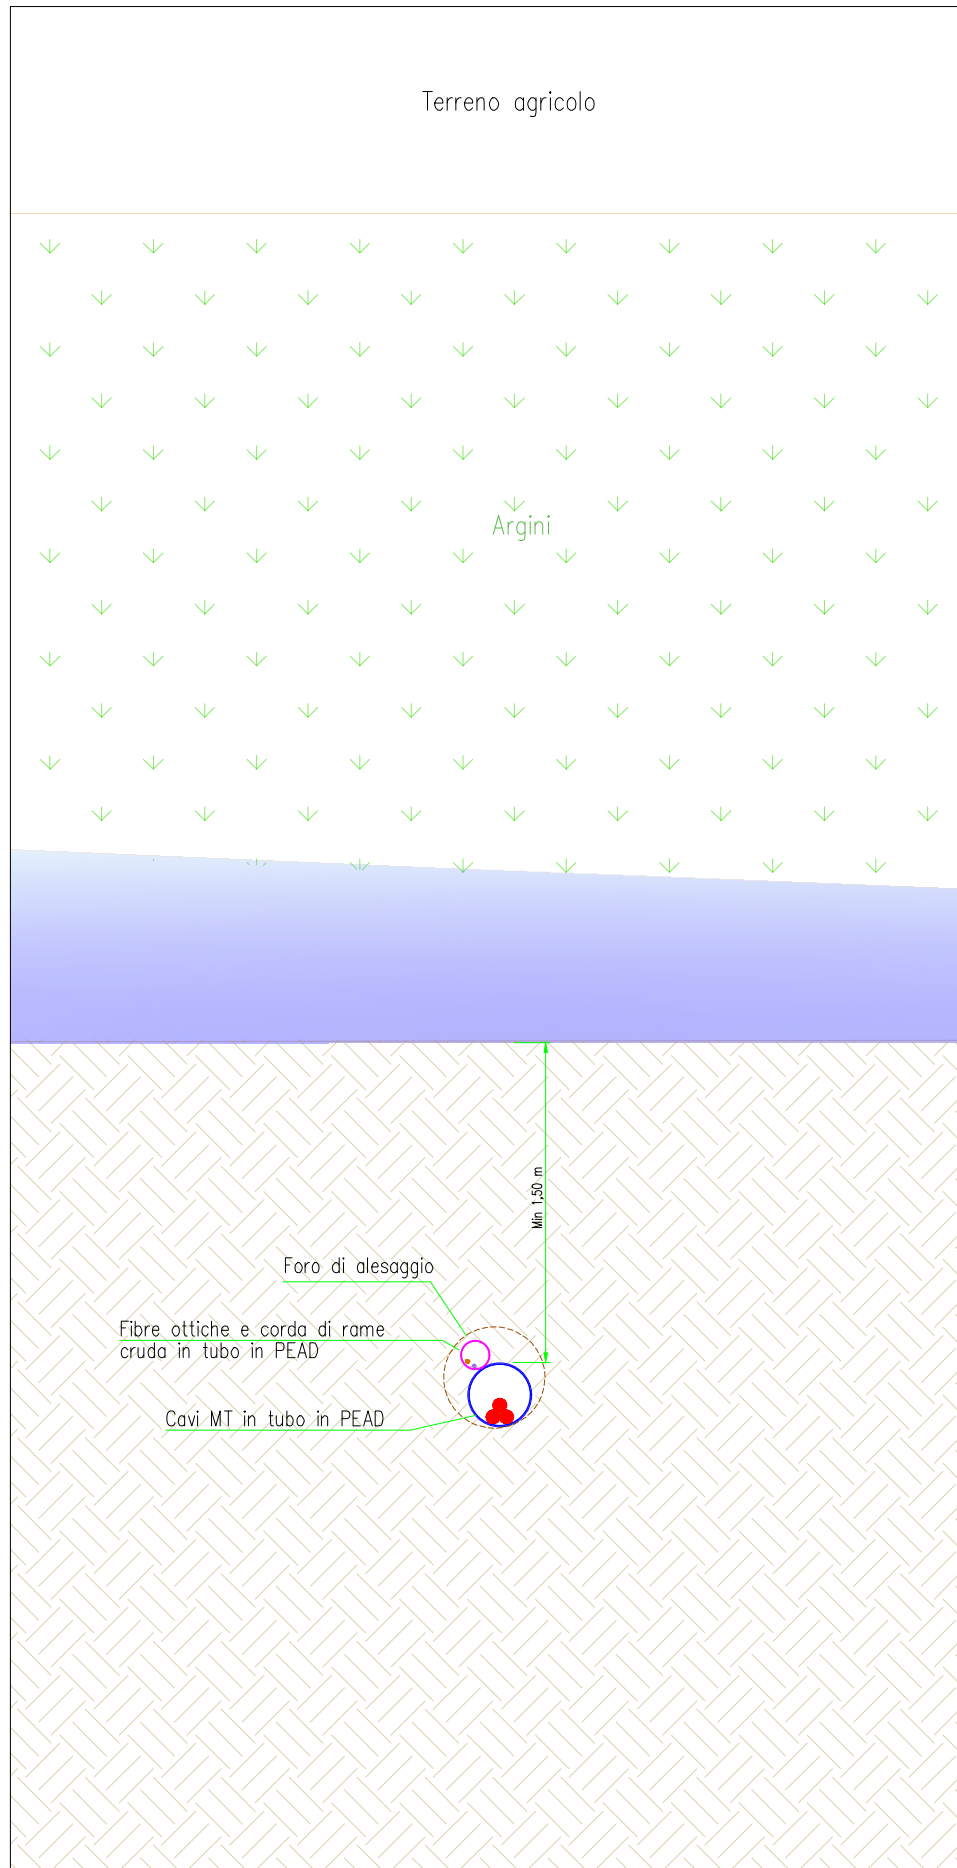 Terreno agricolo
Argini
Min 1,50 m
Foro di alesaggio
Fibre ottiche e corda di rame
cruda in tubo in PEAD
Cavi MT in tubo in PEAD